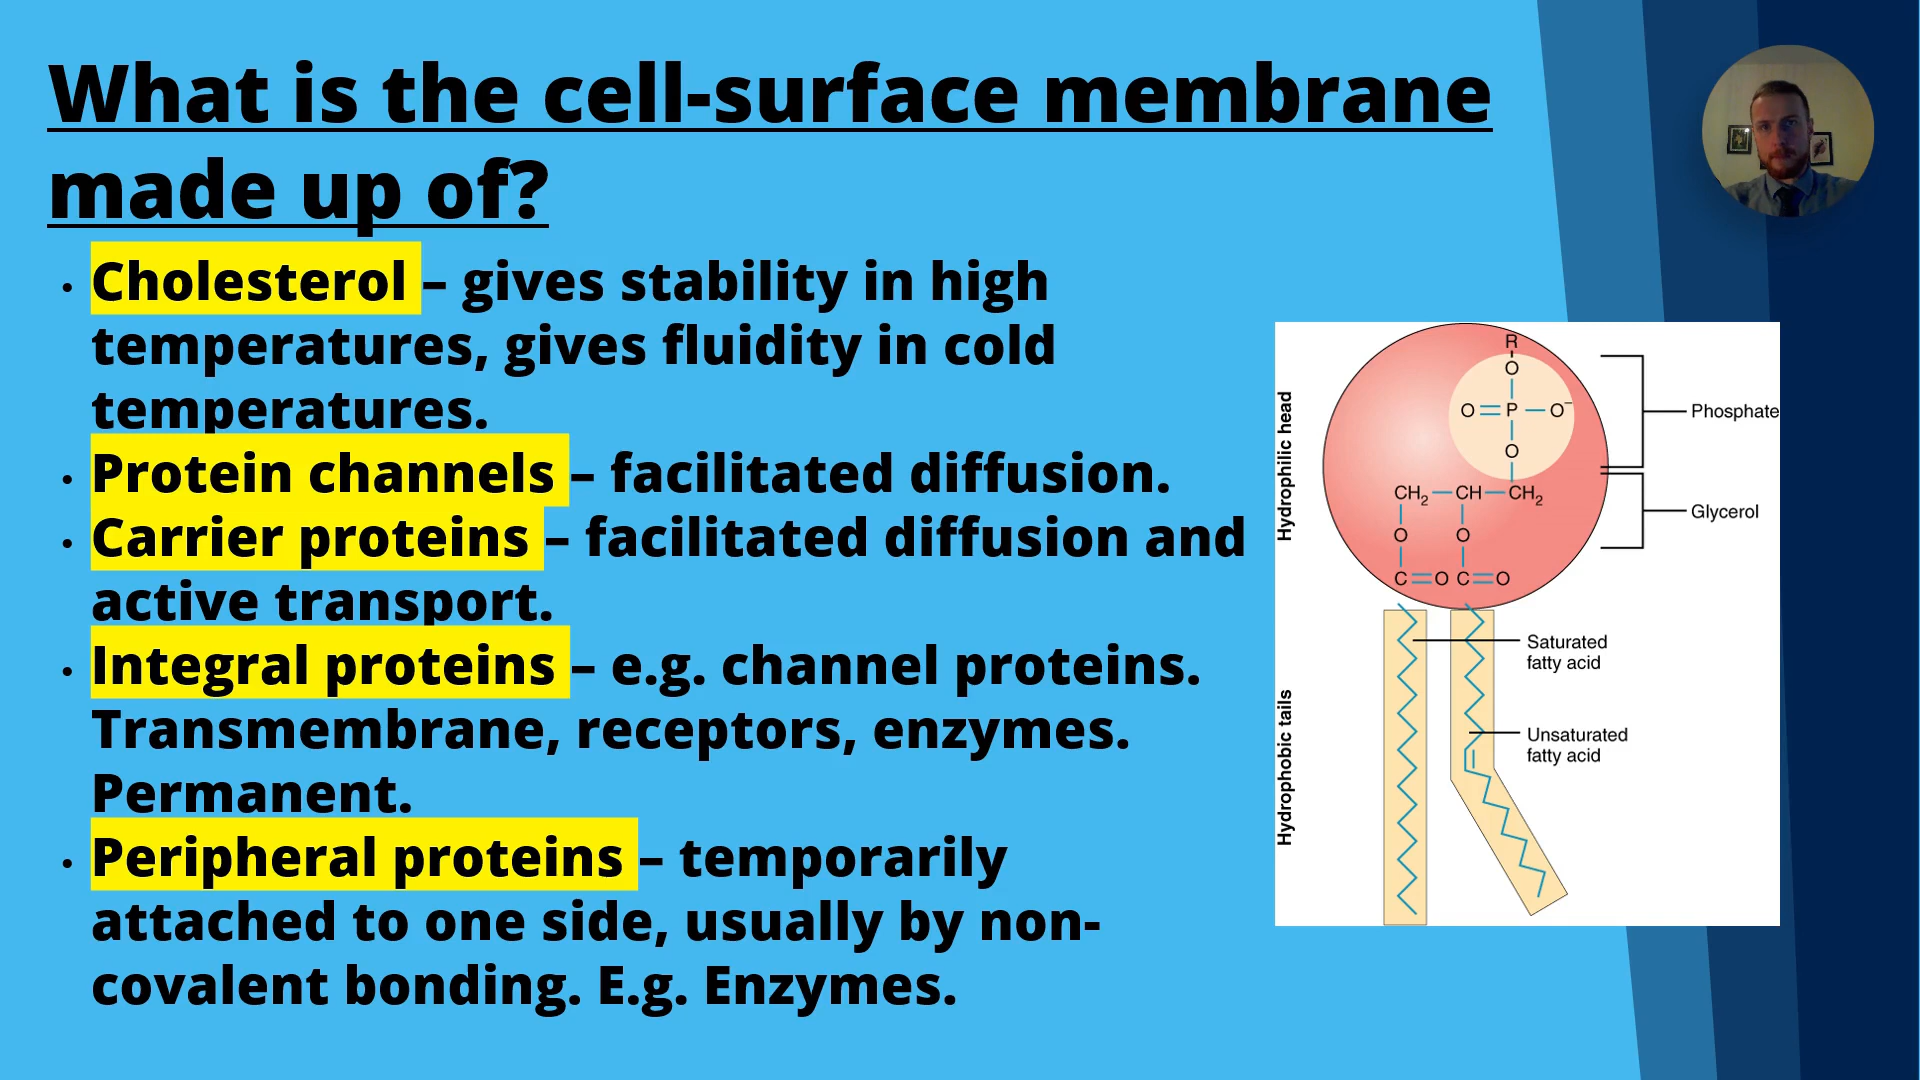 What is the cell-surface membrane
made up of?
• Cholesterol – gives stability in high
temperatures, gives fluidity in cold
temperatures.
• Protein channels – facilitated diffusion.
• Carrier proteins – facilitated diffusion and
active transport.
• Integral proteins – e.g. channel proteins.
Transmembrane, receptors, enzymes.
Permanent.
• Peripheral proteins – temporarily
attached to one side, usually by non-
covalent bonding. E.g. Enzymes.
Hydrophilic head
Hydrophobic tails
R
O
O P O⁻
O
CH₂ CH CH₂
O O
C O C O
Phosphate
Glycerol
Saturated
fatty acid
Unsaturated
fatty acid